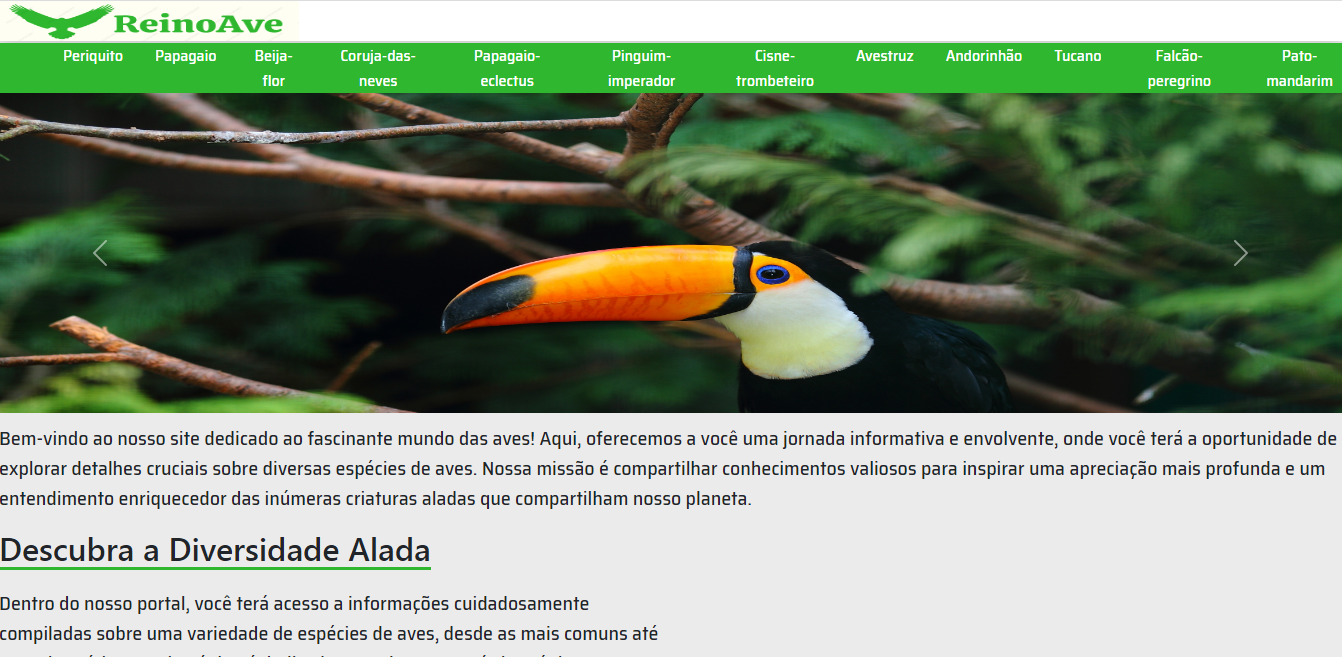 ReinoAve
Periquito Papagaio Beija-flor Coruja-das-neves Papagaio-eclectus Pinguim-imperador Cisne-trombeteiro Avestruz Andorinhão Tucano Falcão-peregrino Pato-mandarim
Bem-vindo ao nosso site dedicado ao fascinante mundo das aves! Aqui, oferecemos a você uma jornada informativa e envolvente, onde você terá a oportunidade de
explorar detalhes cruciais sobre diversas espécies de aves. Nossa missão é compartilhar conhecimentos valiosos para inspirar uma apreciação mais profunda e um
entendimento enriquecedor das inúmeras criaturas aladas que compartilham nosso planeta.
Descubra a Diversidade Alada
Dentro do nosso portal, você terá acesso a informações cuidadosamente
compiladas sobre uma variedade de espécies de aves, desde as mais comuns até